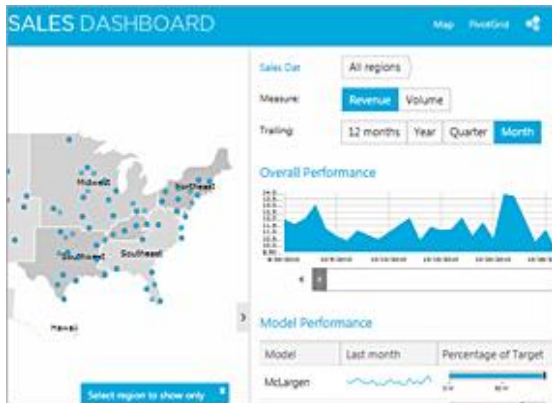 SALES DASHBOARD
Map PivotGrid
Sales Dat All regions
Measure: Revenue Volume
Trailing: 12 months Year Quarter Month
Midwest
Northeast
Southwest Southeast
Hawaii
Overall Performance
Model Performance
Model Last month Percentage of Target
McLargen
Select region to show only